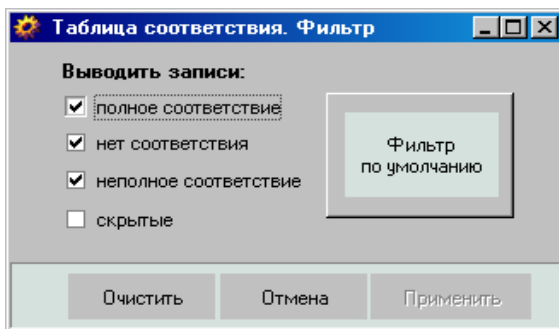 Таблица соответствия. Фильтр
Выводить записи:
полное соответствие
нет соответствия
неполное соответствие
скрытые
Фильтр
по умолчанию
Очистить
Отмена
Применить